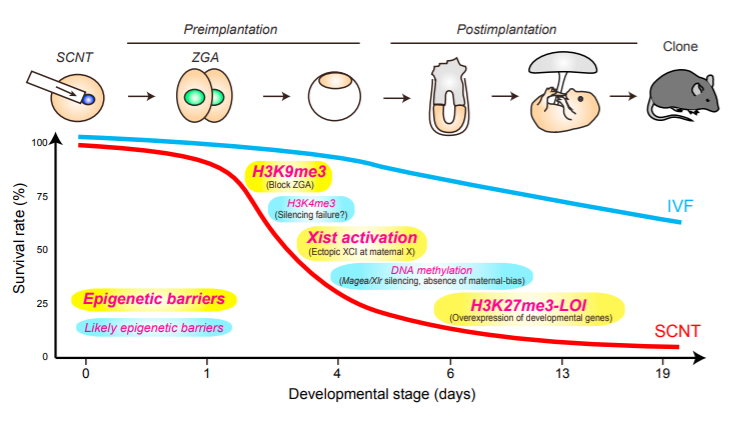 Preimplantation
Postimplantation
SCNT
ZGA
Clone
Survival rate (%)
100
75
50
25
0
H3K9me3
(Block ZGA)
H3K4me3
(Silencing failure?)
Xist activation
(Ectopic XCI at maternal X)
DNA methylation
(Magea/Xlr silencing, absence of maternal-bias)
H3K27me3-LOI
(Overexpression of developmental genes)
IVF
SCNT
Epigenetic barriers
Likely epigenetic barriers
0 1 4 6 13 19
Developmental stage (days)